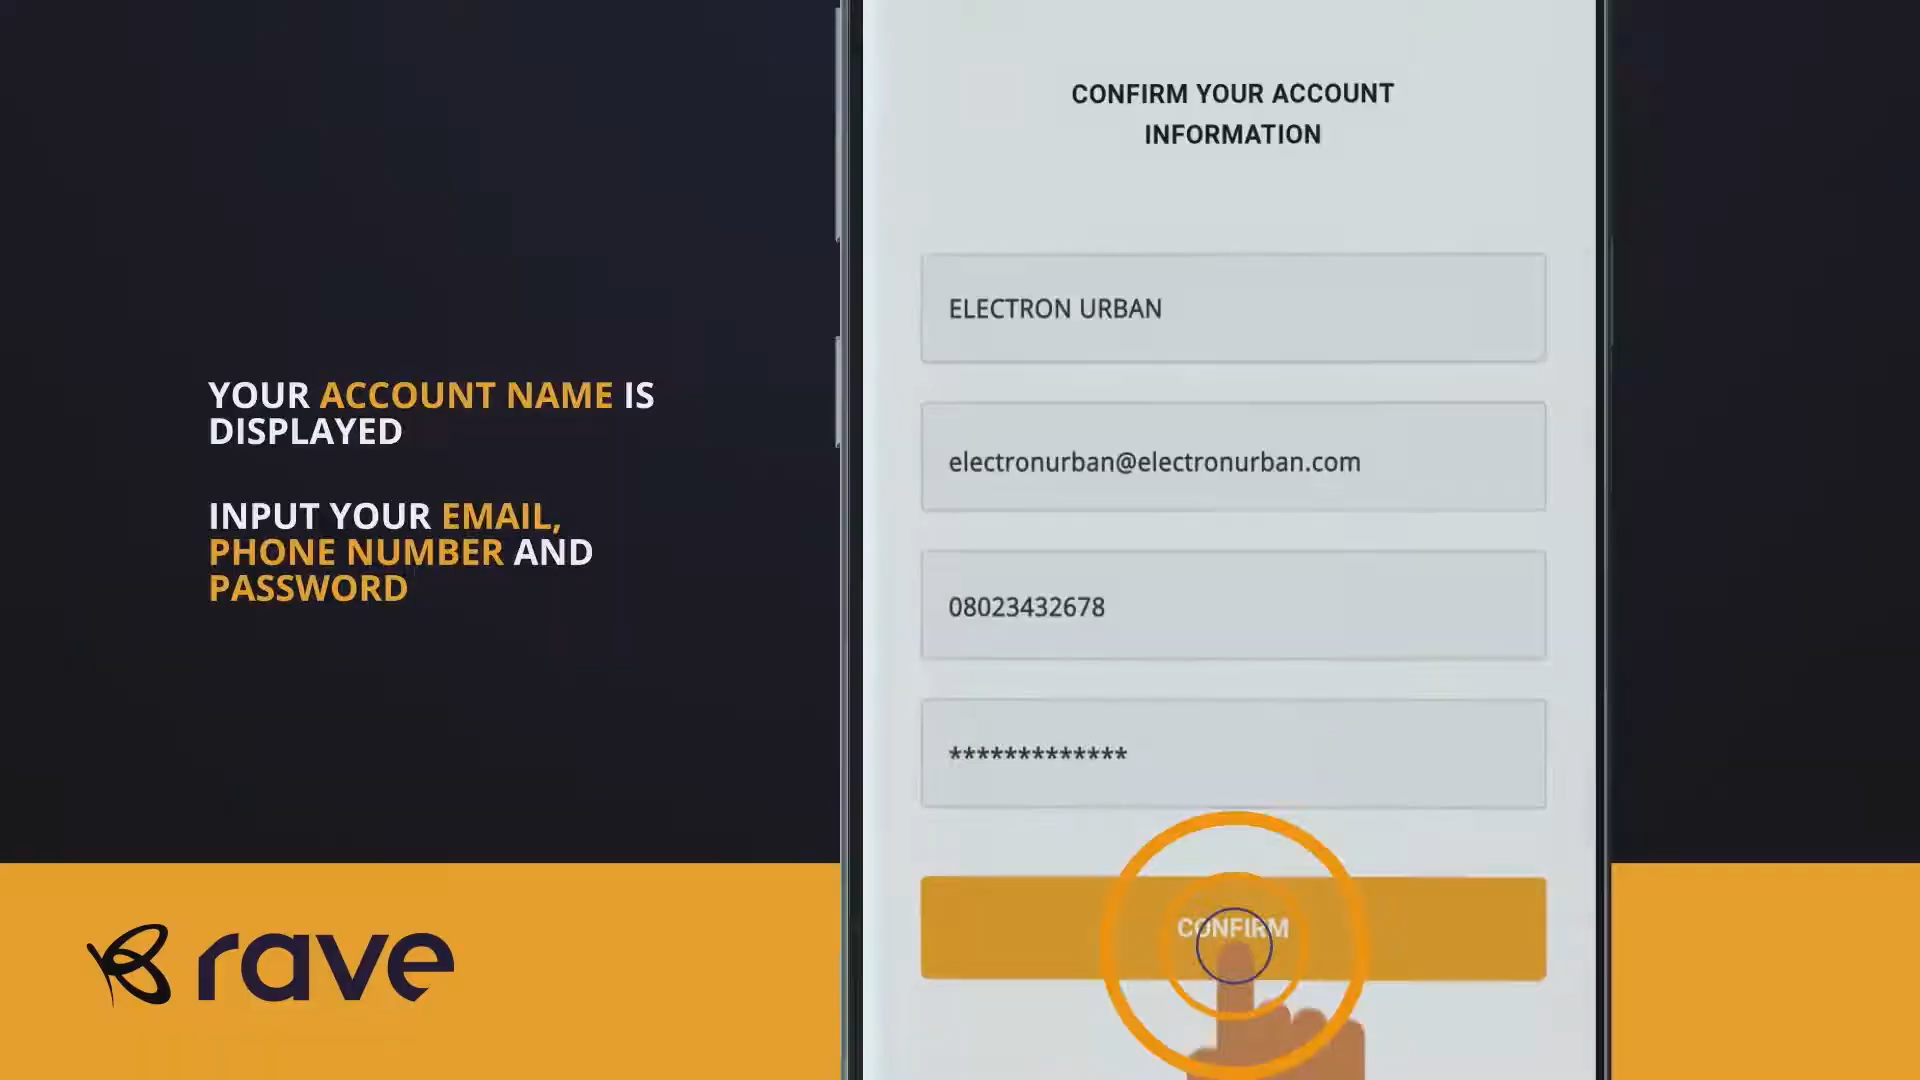 YOUR ACCOUNT NAME IS
DISPLAYED
INPUT YOUR EMAIL,
PHONE NUMBER AND
PASSWORD
rave
CONFIRM YOUR ACCOUNT
INFORMATION
ELECTRON URBAN
electronurban@electronurban.com
08023432678
*************
CONFIRM